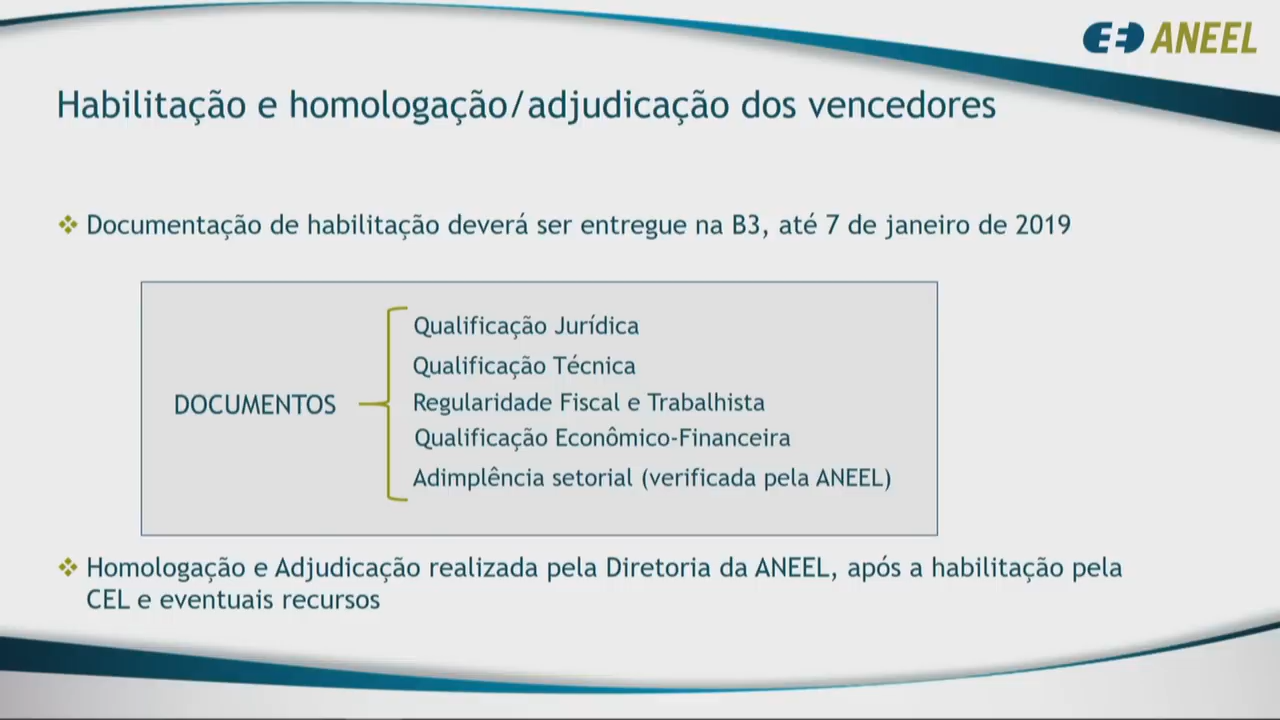 ANEEL
Habilitação e homologação/adjudicação dos vencedores
Documentação de habilitação deverá ser entregue na B3, até 7 de janeiro de 2019
DOCUMENTOS
Qualificação Jurídica
Qualificação Técnica
Regularidade Fiscal e Trabalhista
Qualificação Econômico-Financeira
Adimplência setorial (verificada pela ANEEL)
Homologação e Adjudicação realizada pela Diretoria da ANEEL, após a habilitação pela
CEL e eventuais recursos